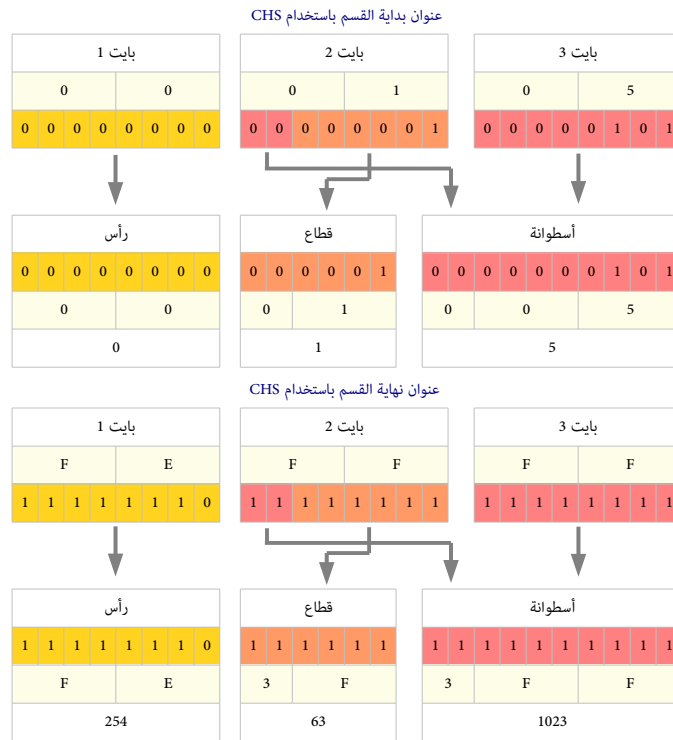 عنوان بداية القسم باستخدام CHS
بايت 1 بايت 2 بايت 3
0 0 0 1 0 5
0 0 0 0 0 0 0 0 0 0 0 0 0 0 0 1 0 0 0 0 0 1 0 1
رأس قطاع أسطوانة
0 0 0 0 0 0 0 0 0 0 0 0 0 1 0 0 0 0 0 0 0 1 0 1
0 0 0 1 0 0 5
0 1 5
عنوان نهاية القسم باستخدام CHS
بايت 1 بايت 2 بايت 3
F E F F F F
1 1 1 1 1 1 1 0 1 1 1 1 1 1 1 1 1 1 1 1 1 1 1 1
رأس قطاع أسطوانة
1 1 1 1 1 1 1 0 1 1 1 1 1 1 1 1 1 1 1 1 1 1 1 1
F E 3 F 3 F F
254 63 1023